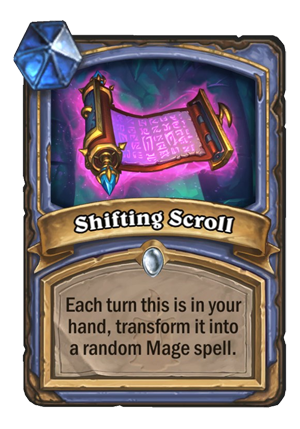 Shifting Scroll
Each turn this is in your
hand, transform it into
a random Mage spell.